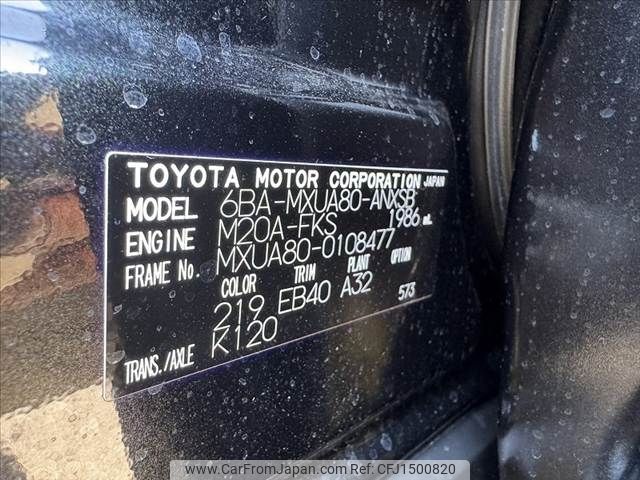 TOYOTA MOTOR CORPORATION JAPAN
MODEL 6BA-MXUA80-ANXSB
ENGINE M20A-FKS 1986 mL
FRAME No. MXUA80-0108477
COLOR TRIM PLANT OPTION
219 EB40 A32 573
TRANS./AXLE K120
www.CarFromJapan.com CFJ1500820